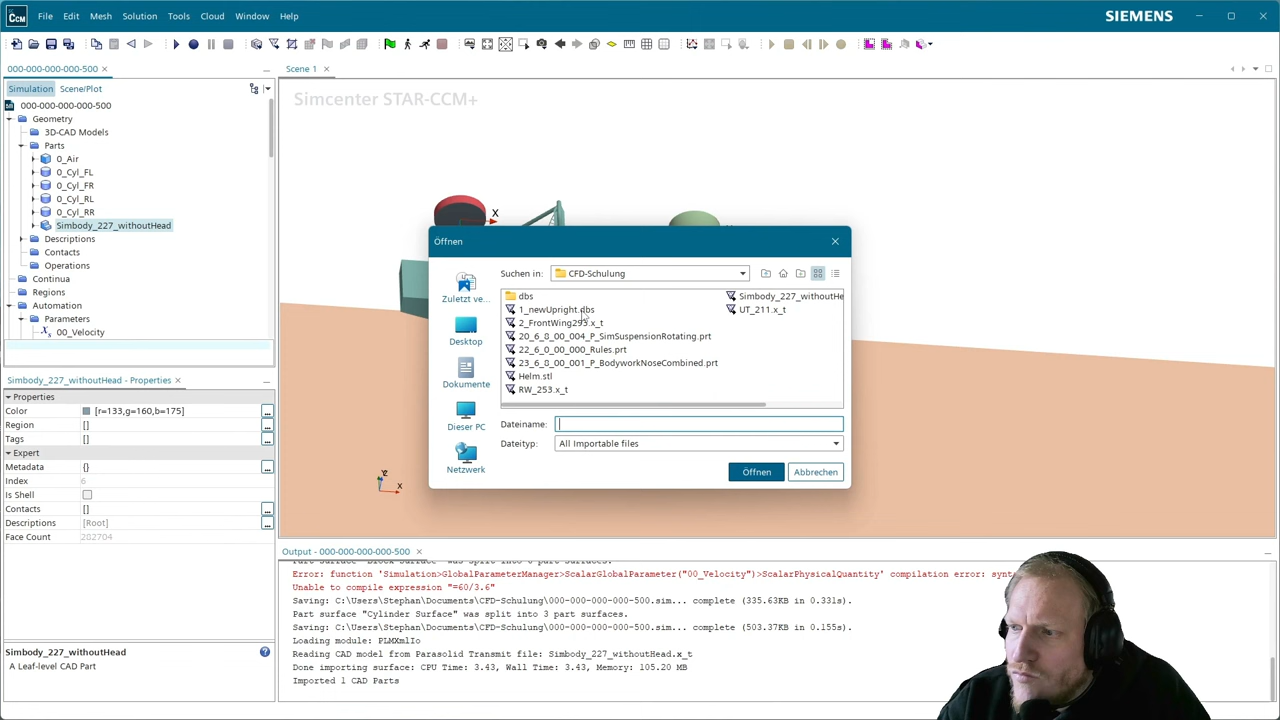 CCM File Edit Mesh Solution Tools Cloud Window Help SIEMENS
000-000-000-000-500
Scene 1
Simulation Scene/Plot
000-000-000-000-500
Geometry
3D-CAD Models
Parts
0_Air
0_Cyl_FL
0_Cyl_FR
0_Cyl_RL
0_Cyl_RR
Simbody_227_withoutHead
Descriptions
Contacts
Operations
Continua
Regions
Automation
Parameters
00_Velocity
Simbody_227_withoutHead - Properties
Properties
Color [r=133,g=160,b=175]
Region []
Tags []
Expert
Metadata {}
Index 6
Is Shell
Contacts []
Descriptions [Root]
Face Count 282704
Simbody_227_withoutHead
A Leaf-level CAD Part
Simcenter STAR-CCM+
X
X
Öffnen
Suchen in: CFD-Schulung
Zuletzt ve...
Desktop
Dokumente
Dieser PC
Netzwerk
dbs
1_newUpright.dbs
2_FrontWing293.x_t
20_6_8_00_004_P_SimSuspensionRotating.prt
22_6_0_00_000_Rules.prt
23_6_8_00_001_P_BodyworkNoseCombined.prt
Helm.stl
RW_253.x_t
Simbody_227_withoutHe
UT_211.x_t
Dateiname:
Dateityp: All Importable files
Öffnen Abbrechen
Output - 000-000-000-000-500
Error: function 'Simulation>GlobalParameterManager>ScalarGlobalParameter("00_Velocity")>ScalarPhysicalQuantity' compilation error: synt
Unable to compile expression "=60/3.6"
Saving: C:\Users\Stephan\Documents\CFD-Schulung\000-000-000-000-500.sim... complete (335.63KB in 0.331s).
Part surface "Cylinder Surface" was split into 3 part surfaces.
Saving: C:\Users\Stephan\Documents\CFD-Schulung\000-000-000-000-500.sim... complete (503.37KB in 0.155s).
Loading module: PLMXmlIo
Reading CAD model from Parasolid Transmit file: Simbody_227_withoutHead.x_t
Done importing surface: CPU Time: 3.43, Wall Time: 3.43, Memory: 105.20 MB
Imported 1 CAD Parts